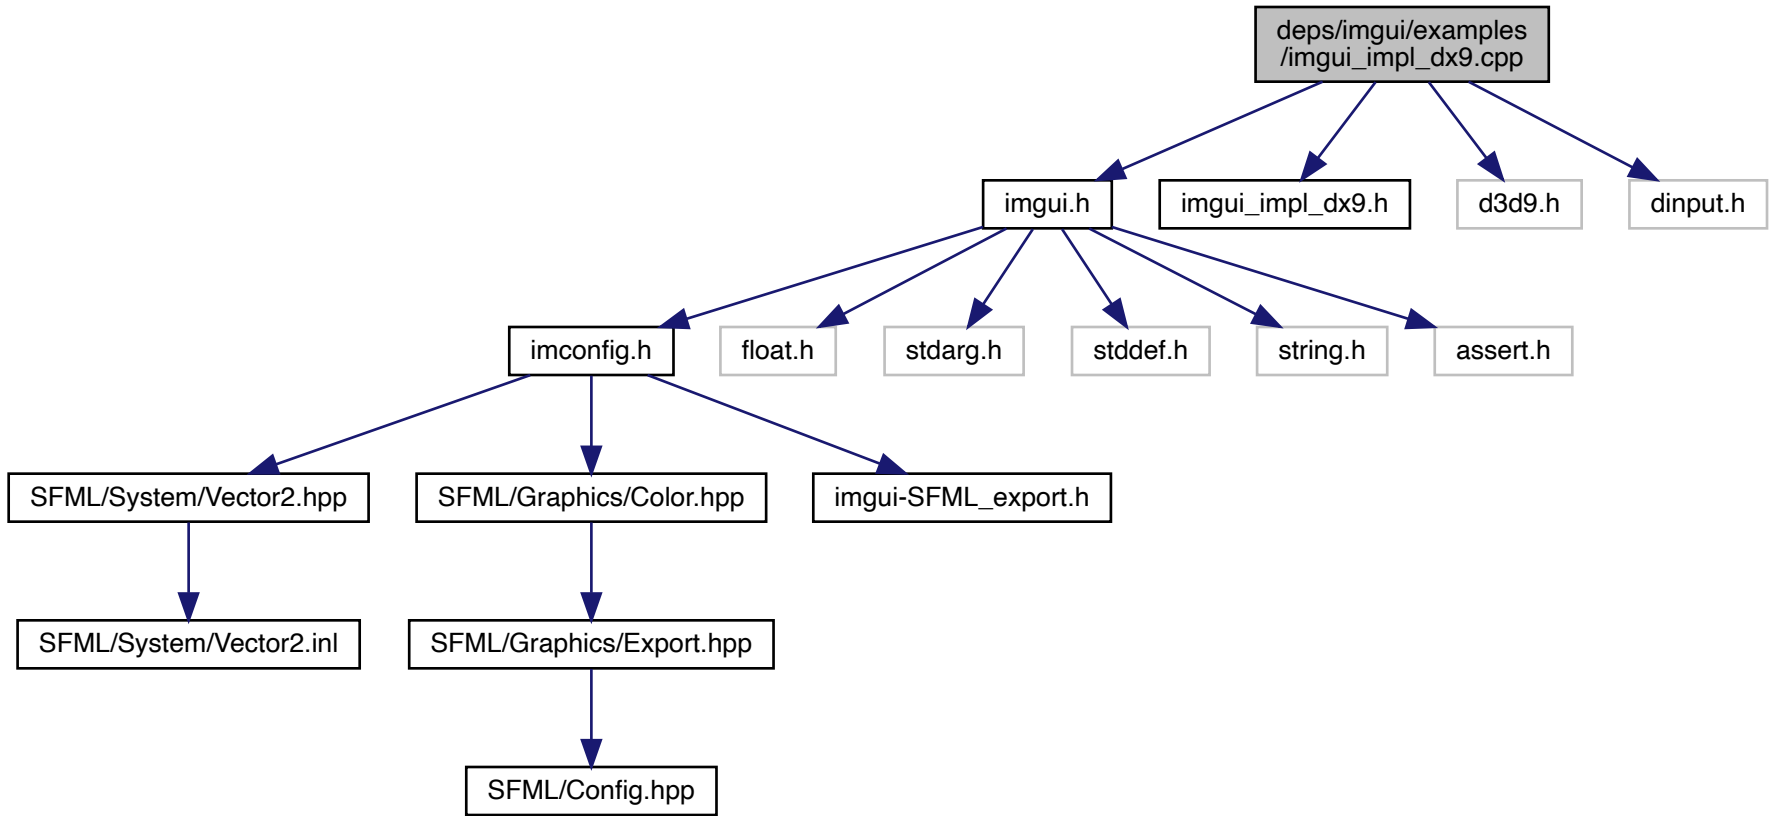 deps/imgui/examples
/imgui_impl_dx9.cpp
imgui.h
imgui_impl_dx9.h
d3d9.h
dinput.h
imconfig.h
float.h
stdarg.h
stddef.h
string.h
assert.h
SFML/System/Vector2.hpp
SFML/Graphics/Color.hpp
imgui-SFML_export.h
SFML/System/Vector2.inl
SFML/Graphics/Export.hpp
SFML/Config.hpp